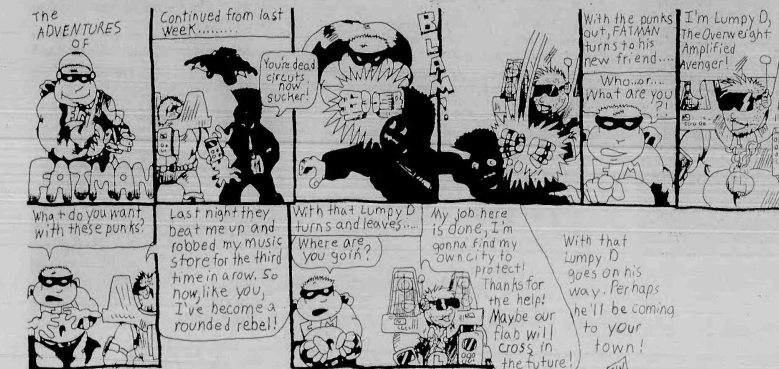 The
ADVENTURES
OF
FATMAN
Continued from last
week.........
You're dead
circuts
now
sucker!
BLAM!
With the punks
out, FATMAN
turns to his
new friend....
Who...or...
What are you
?!
I'm Lumpy D,
The Overweight
Amplified
Avenger!
What do you want
with these punks?
Last night they
beat me up and
robbed my music
store for the third
time in a row. So
now, like you,
I've become a
rounded rebel!
With that Lumpy D
turns and leaves....
Where are
you goin?
My job here
is done, I'm
gonna find my
own city to
protect!
Thanks for
the help!
Maybe our
flab will
cross in
the future!
With that
Lumpy D
goes on his
way. Perhaps
he'll be coming
to your
town!